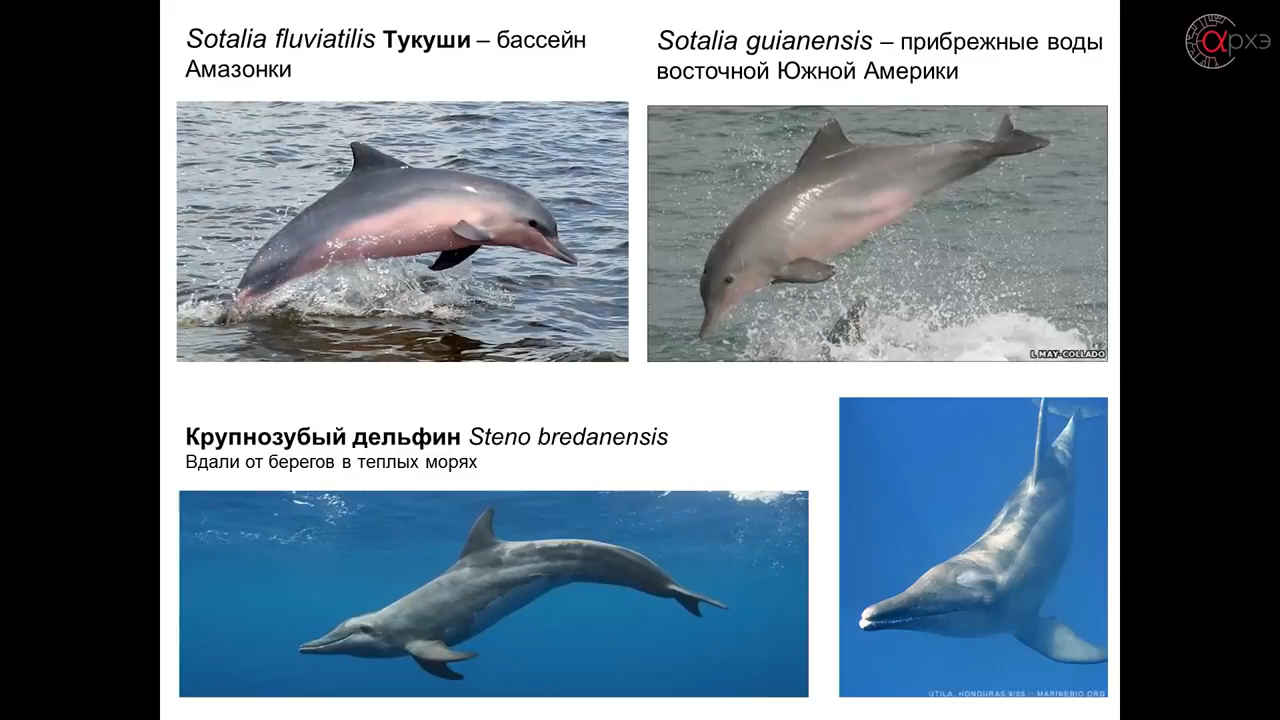 Sotalia fluviatilis Тукуши – бассейн
Амазонки
Sotalia guianensis – прибрежные воды
восточной Южной Америки
αрхэ
L MAY-COLLADO
Крупнозубый дельфин Steno bredanensis
Вдали от берегов в теплых морях
UTILA, HONDURAS 9/05 :: MARINEBIO.ORG